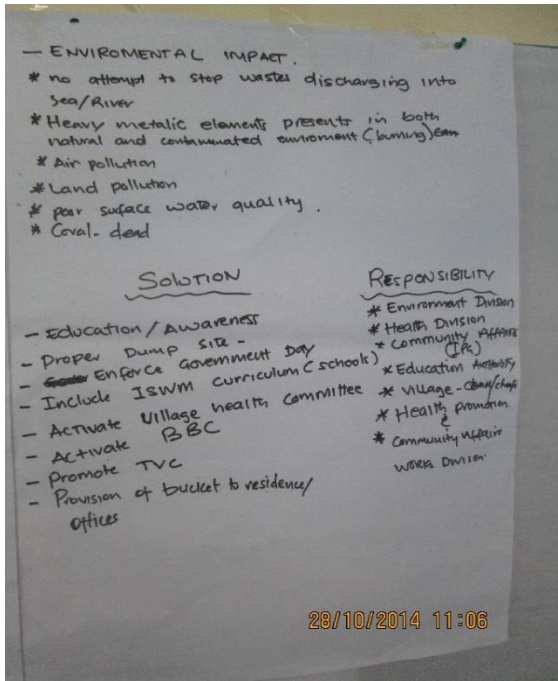 — ENVIROMENTAL IMPACT.
* no attempt to stop wastes discharging into
Sea/River
* Heavy metalic elements presents in both
natural and contaminated enviroment (burning)
* Air pollution
* Land pollution
* poor surface water quality.
* Coral - dead
SOLUTION
- Education / Awareness
- Proper Dump Site -
- Enforce Government Day
- Include ISWM curriculum (schools)
- Activate Village health Committee
- Activate BBC
- Promote TVC
- Provision of bucket to residence/
offices
RESPONSIBILITY
* Environment Division
* Health Division
* Community Affairs
* Education Authority
* Village -
* Health promotion
&
* Community Affairs
WORKS Division
28/10/2014 11:06